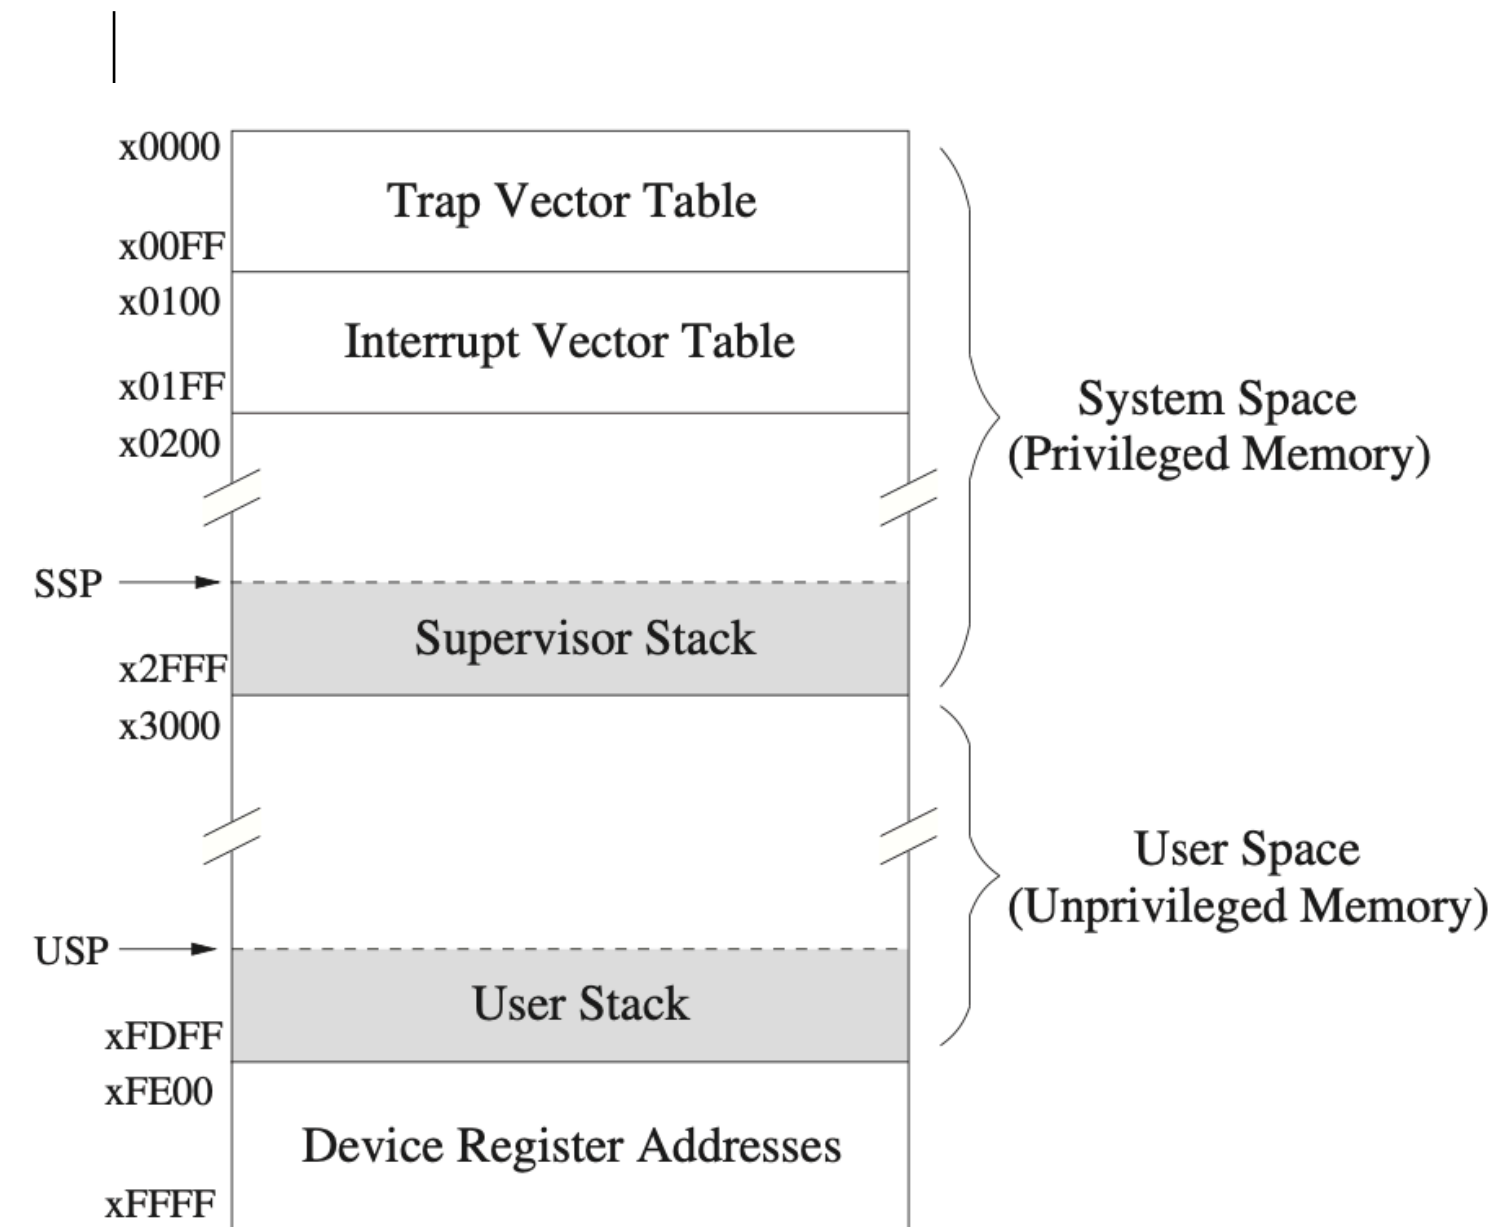 x0000
Trap Vector Table
x00FF
x0100
Interrupt Vector Table
x01FF
x0200
System Space
(Privileged Memory)
SSP
Supervisor Stack
x2FFF
x3000
User Space
(Unprivileged Memory)
USP
User Stack
xFDFF
xFE00
Device Register Addresses
xFFFF